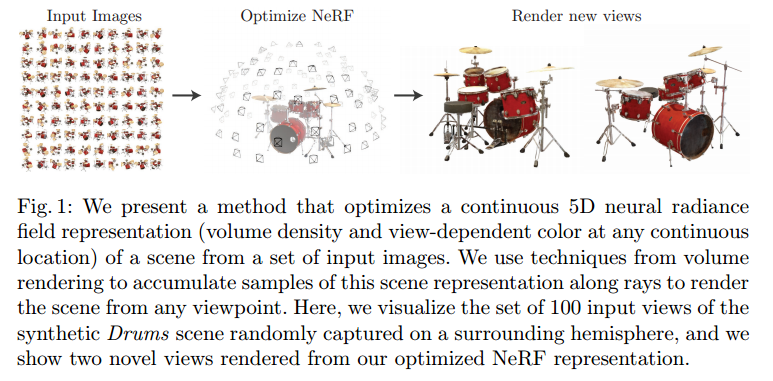 Input Images
Optimize NeRF
Render new views
Fig. 1: We present a method that optimizes a continuous 5D neural radiance
field representation (volume density and view-dependent color at any continuous
location) of a scene from a set of input images. We use techniques from volume
rendering to accumulate samples of this scene representation along rays to render
the scene from any viewpoint. Here, we visualize the set of 100 input views of the
synthetic Drums scene randomly captured on a surrounding hemisphere, and we
show two novel views rendered from our optimized NeRF representation.